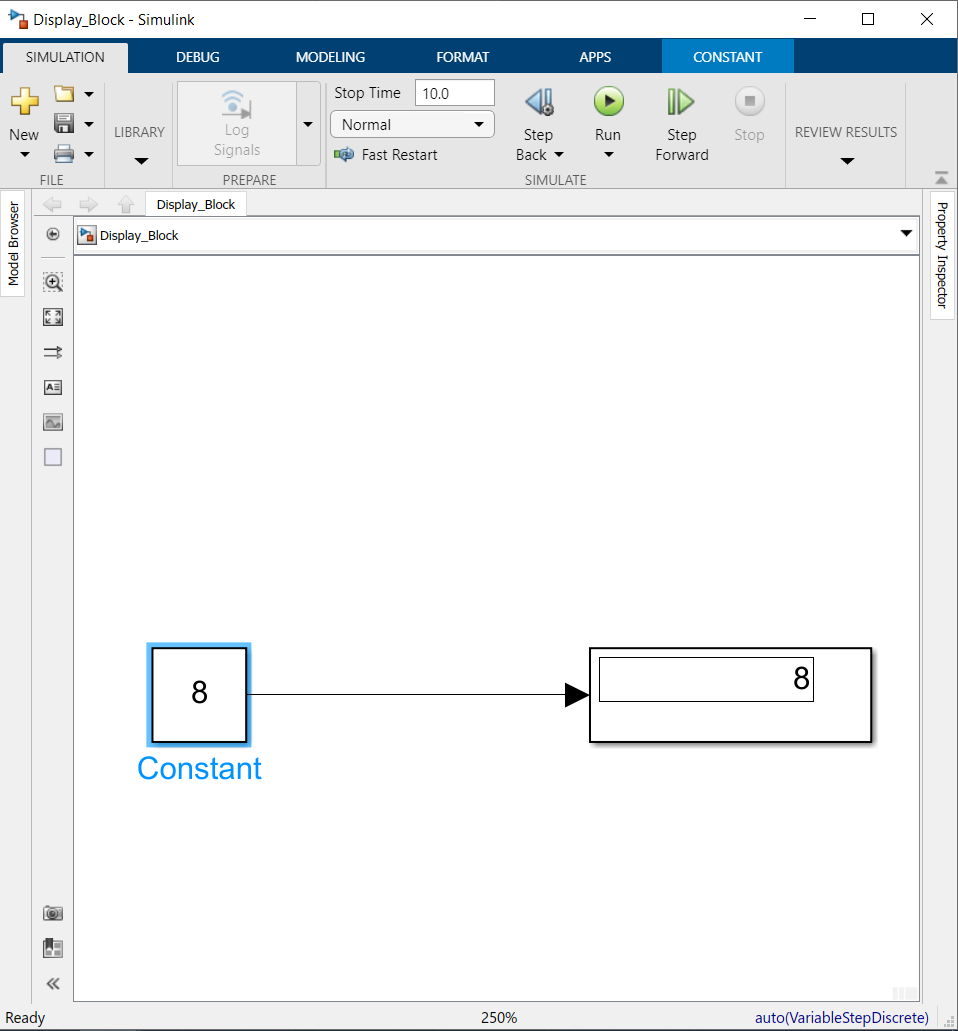 Display_Block - Simulink
SIMULATION DEBUG MODELING FORMAT APPS CONSTANT
New
FILE
LIBRARY
Log
Signals
PREPARE
Stop Time 10.0
Normal
Fast Restart
Step
Back
Run
Step
Forward
Stop
SIMULATE
REVIEW RESULTS
Model Browser
Display_Block
Display_Block
Property Inspector
8
8
Constant
Ready 250% auto(VariableStepDiscrete)